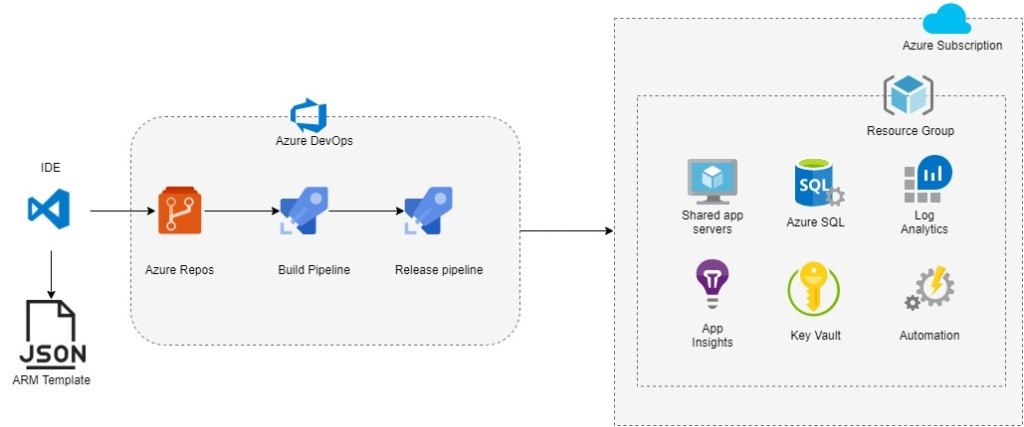 IDE
JSON
ARM Template
Azure DevOps
Azure Repos
Build Pipeline
Release pipeline
Azure Subscription
Resource Group
Shared app
servers
SQL
Azure SQL
Log
Analytics
App
Insights
Key Vault
Automation